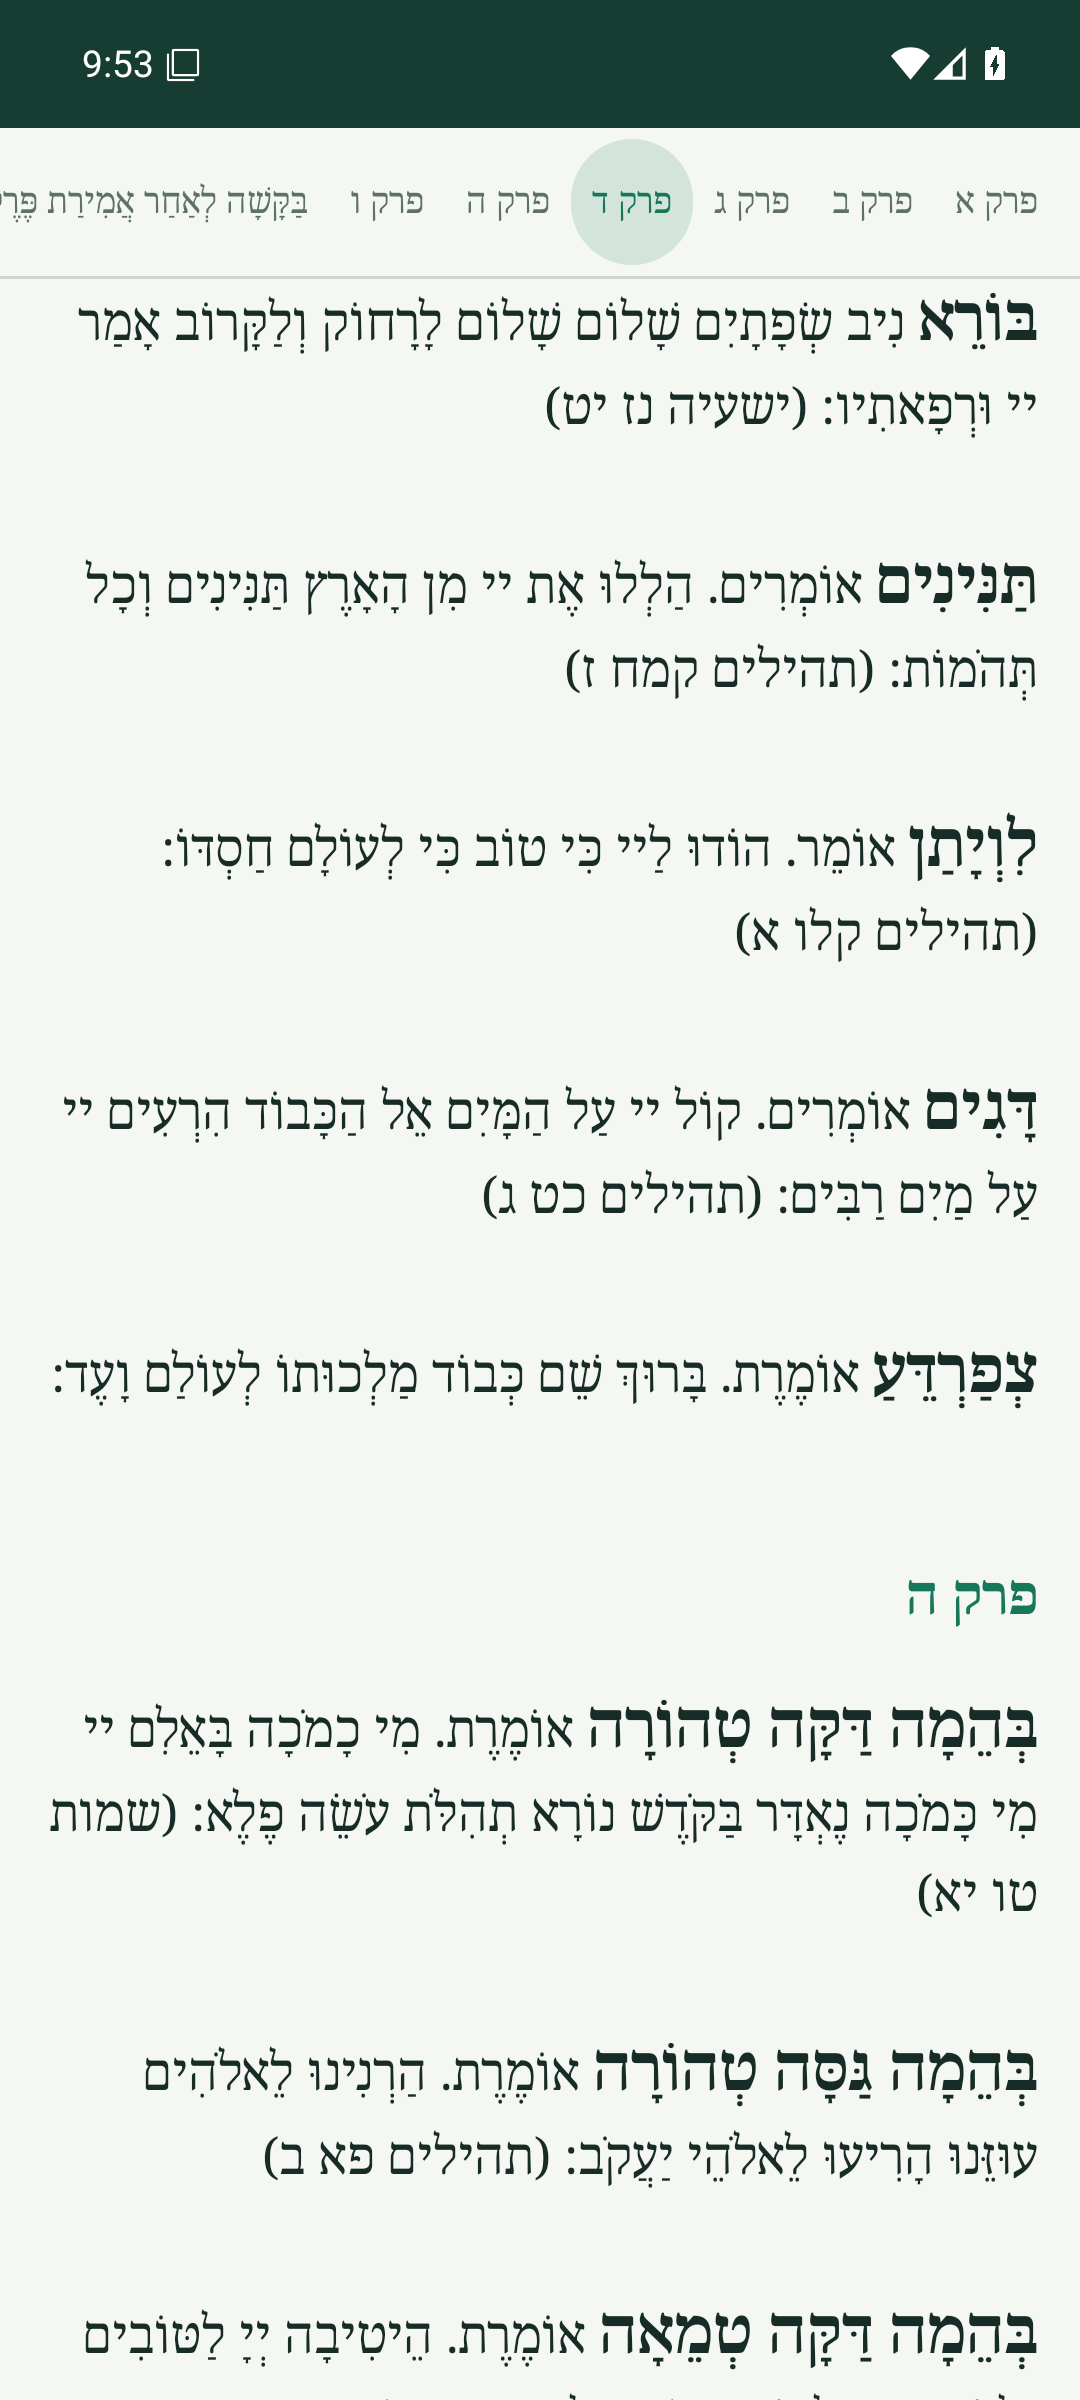 9:53
פרק א פרק ב פרק ג פרק ד פרק ה פרק ו בַּקָּשָׁה לְאַחַר אֲמִירַת
בּוֹרֵא נִיב שְׂפָתָיִם שָׁלוֹם שָׁלוֹם לָרָחוֹק וְלַקָּרוֹב אָמַר
יי וּרְפָאתִיו: (ישעיה נז יט)
תַּנִּינִים אוֹמְרִים. הַלְלוּ אֶת יי מִן הָאָרֶץ תַּנִּינִים וְכָל
תְּהֹמוֹת: (תהילים קמח ז)
לִוְיָתַן אוֹמֵר. הוֹדוּ לַיי כִּי טוֹב כִּי לְעוֹלָם חַסְדּוֹ:
(תהילים קלו א)
דָּגִים אוֹמְרִים. קוֹל יי עַל הַמָּיִם אֵל הַכָּבוֹד הִרְעִים יי
עַל מַיִם רַבִּים: (תהילים כט ג)
צְפַרְדֵּעַ אוֹמֶרֶת. בָּרוּךְ שֵׁם כְּבוֹד מַלְכוּתוֹ לְעוֹלַם וָעֶד:
פרק ה
בְּהֵמָה דַּקָּה טְהוֹרָה אוֹמֶרֶת. מִי כָמֹכָה בָּאֵלִם יי
מִי כָּמֹכָה נֶאְדָּר בַּקֹּדֶשׁ נוֹרָא תְהִלֹּת עֹשֵׂה פֶלֶא: (שמות
טו יא)
בְּהֵמָה גַּסָּה טְהוֹרָה אוֹמֶרֶת. הַרְנִינוּ לֵאלֹהִים
עוּזֵּנוּ הָרִיעוּ לֵאלֹהֵי יַעֲקֹב: (תהילים פא ב)
בְּהֵמָה דַּקָּה טְמֵאָה אוֹמֶרֶת. הֵיטִיבָה יְיָ לַטּוֹבִים